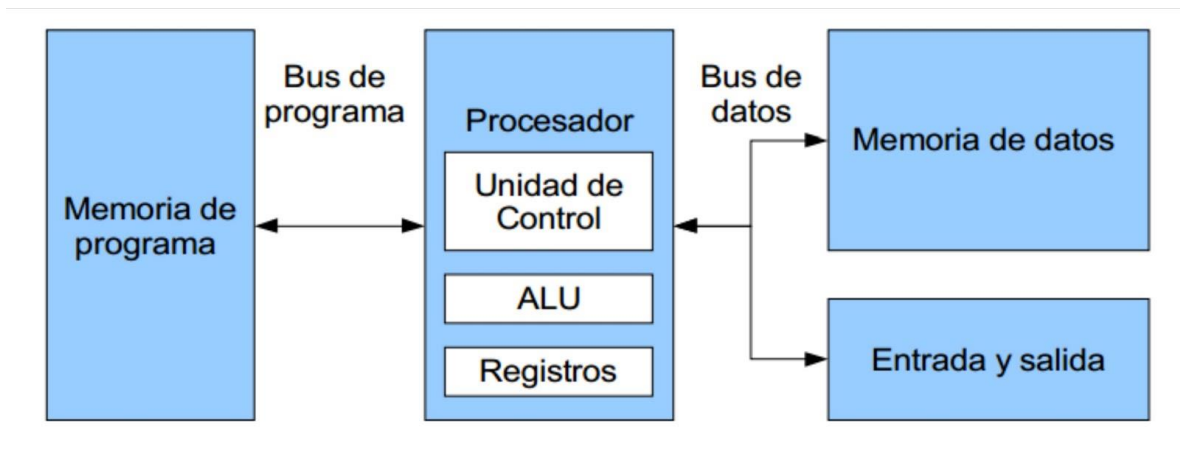 Memoria de
programa
Bus de
programa
Procesador
Unidad de
Control
ALU
Registros
Bus de
datos
Memoria de datos
Entrada y salida